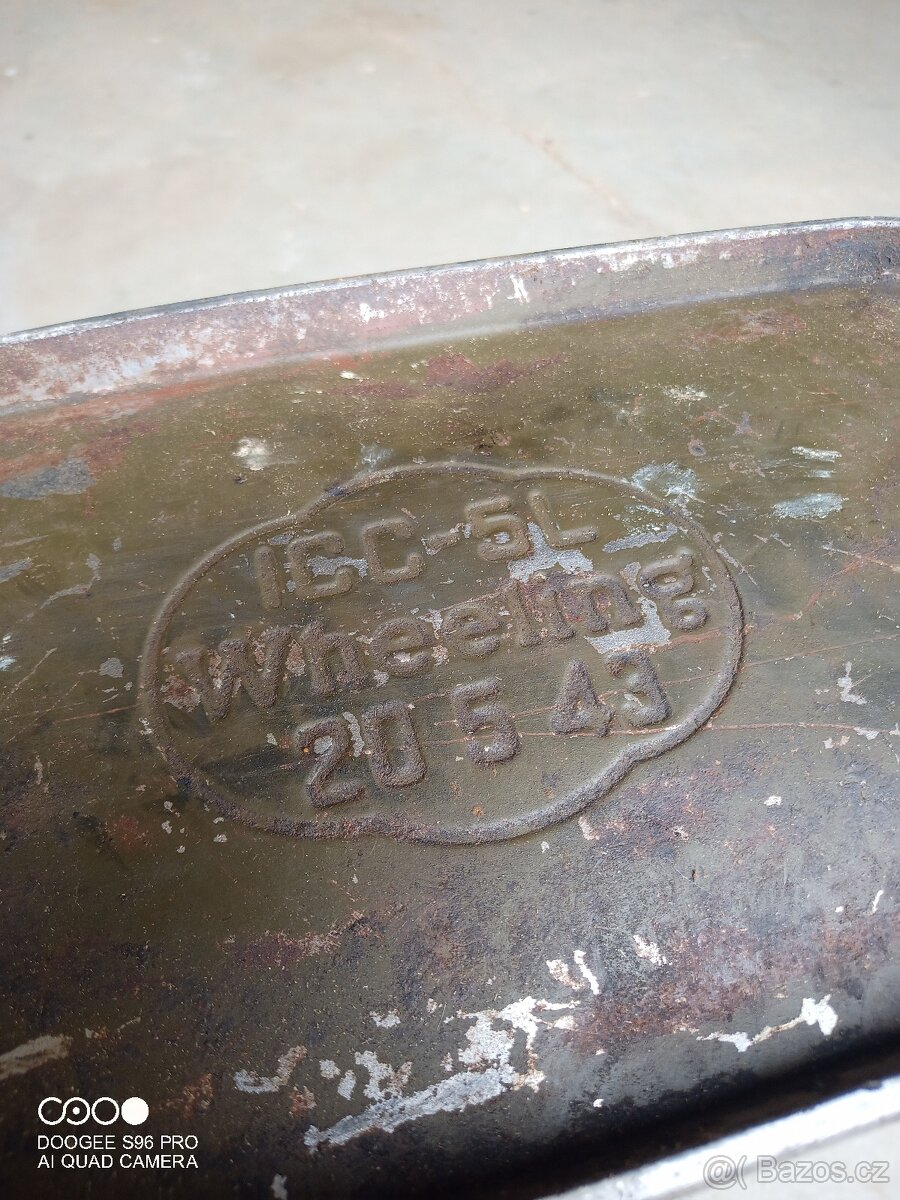 ICC-5L
Wheeling
20 5 43
DOOGEE S96 PRO
AI QUAD CAMERA
@( Bazos.cz